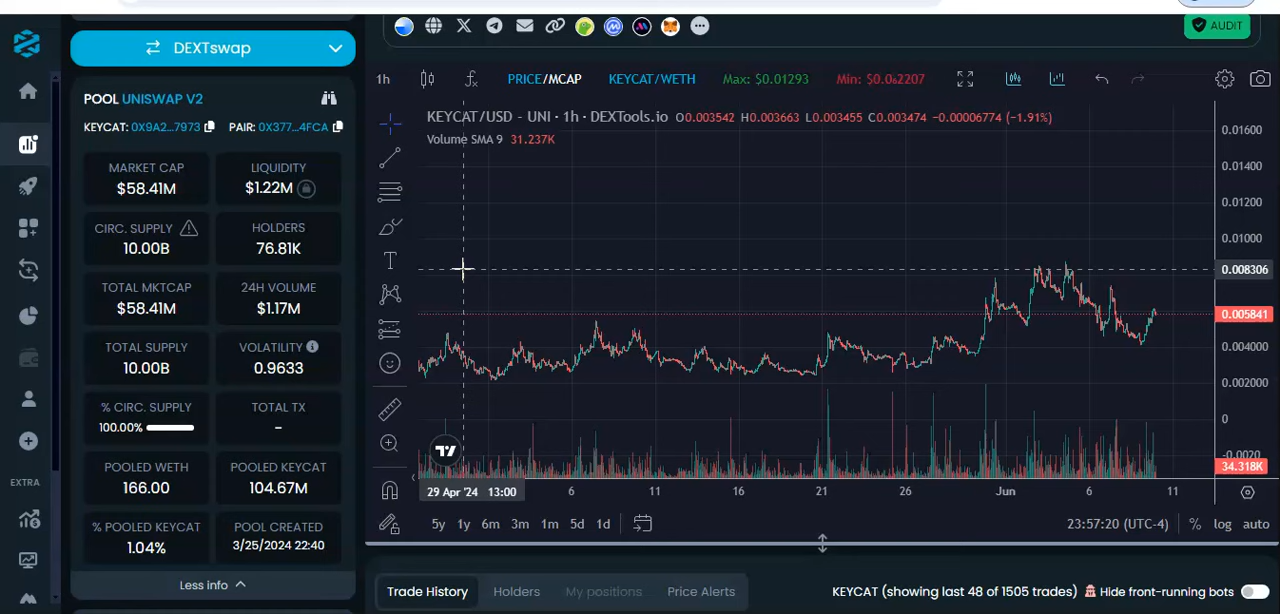 DEXTswap
AUDIT
POOL UNISWAP V2
KEYCAT: 0X9A2...7973 PAIR: 0X377...4FCA
MARKET CAP
$58.41M
LIQUIDITY
$1.22M
CIRC. SUPPLY
10.00B
HOLDERS
76.81K
TOTAL MKTCAP
$58.41M
24H VOLUME
$1.17M
TOTAL SUPPLY
10.00B
VOLATILITY
0.9633
% CIRC. SUPPLY
100.00%
TOTAL TX
-
POOLED WETH
166.00
POOLED KEYCAT
104.67M
% POOLED KEYCAT
1.04%
POOL CREATED
3/25/2024 22:40
Less info
EXTRA
1h PRICE/MCAP KEYCAT/WETH Max: $0.01293 Min: $0.0₆2207
KEYCAT/USD - UNI · 1h · DEXTools.io O0.003542 H0.003663 L0.003455 C0.003474 −0.00006774 (−1.91%)
Volume SMA 9 31.237K
0.01600
0.01400
0.01200
0.01000
0.008306
0.005841
0.004000
0.002000
0
-0.0020
34.318K
29 Apr '24 13:00 6 11 16 21 26 Jun 6 11
5y 1y 6m 3m 1m 5d 1d 23:57:20 (UTC-4) % log auto
Trade History Holders My positions Price Alerts KEYCAT (showing last 48 of 1505 trades) Hide front-running bots